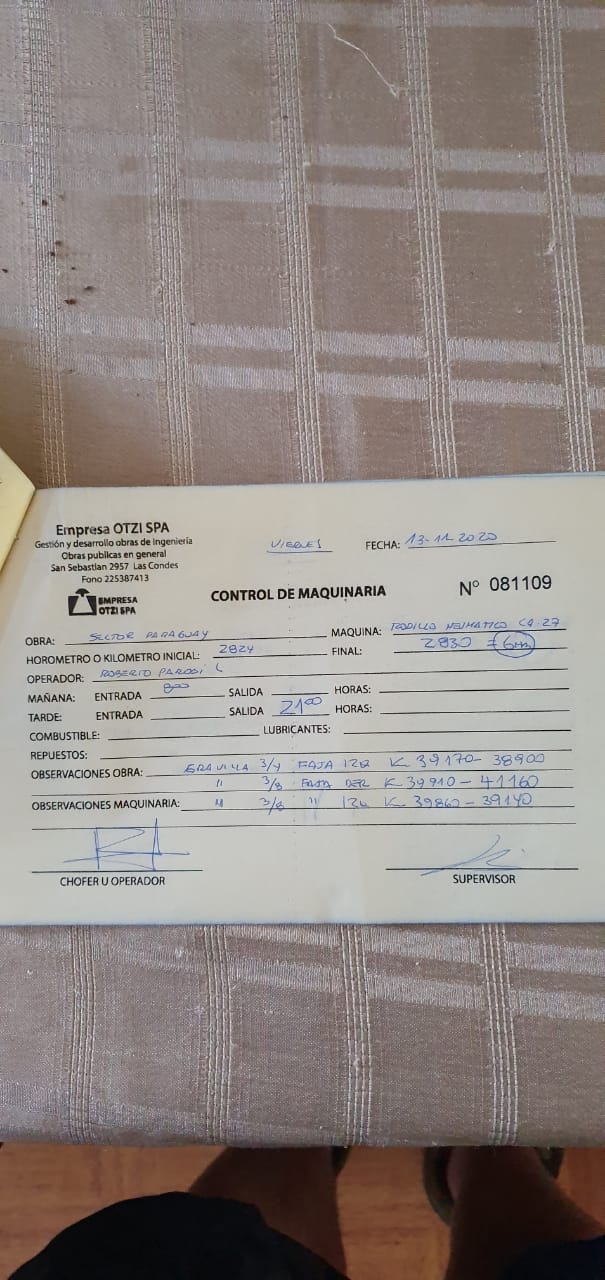 Empresa OTZI SPA
Gestión y desarrollo obras de ingeniería
Obras publicas en general
San Sebastian 2957 Las Condes
Fono 225387413
EMPRESA
OTZI SPA
VIERNES
FECHA: 13-11-2020
CONTROL DE MAQUINARIA
N° 081109
OBRA: SECTOR PARAGUAY
MAQUINA: RODILLO NEUMATICO CA-27
HOROMETRO O KILOMETRO INICIAL: 2824
FINAL: 2830
OPERADOR: ROBERTO PARODI
MAÑANA: ENTRADA 8:00 SALIDA HORAS:
TARDE: ENTRADA SALIDA 21:00 HORAS:
COMBUSTIBLE: LUBRICANTES:
REPUESTOS:
OBSERVACIONES OBRA: GRAVILLA 3/4 FAJA IZQ K 39170- 38900
" 3/8 FAJA DER K 39910 - 41160
OBSERVACIONES MAQUINARIA: " 3/8 " K 39860 - 39140
CHOFER U OPERADOR
SUPERVISOR